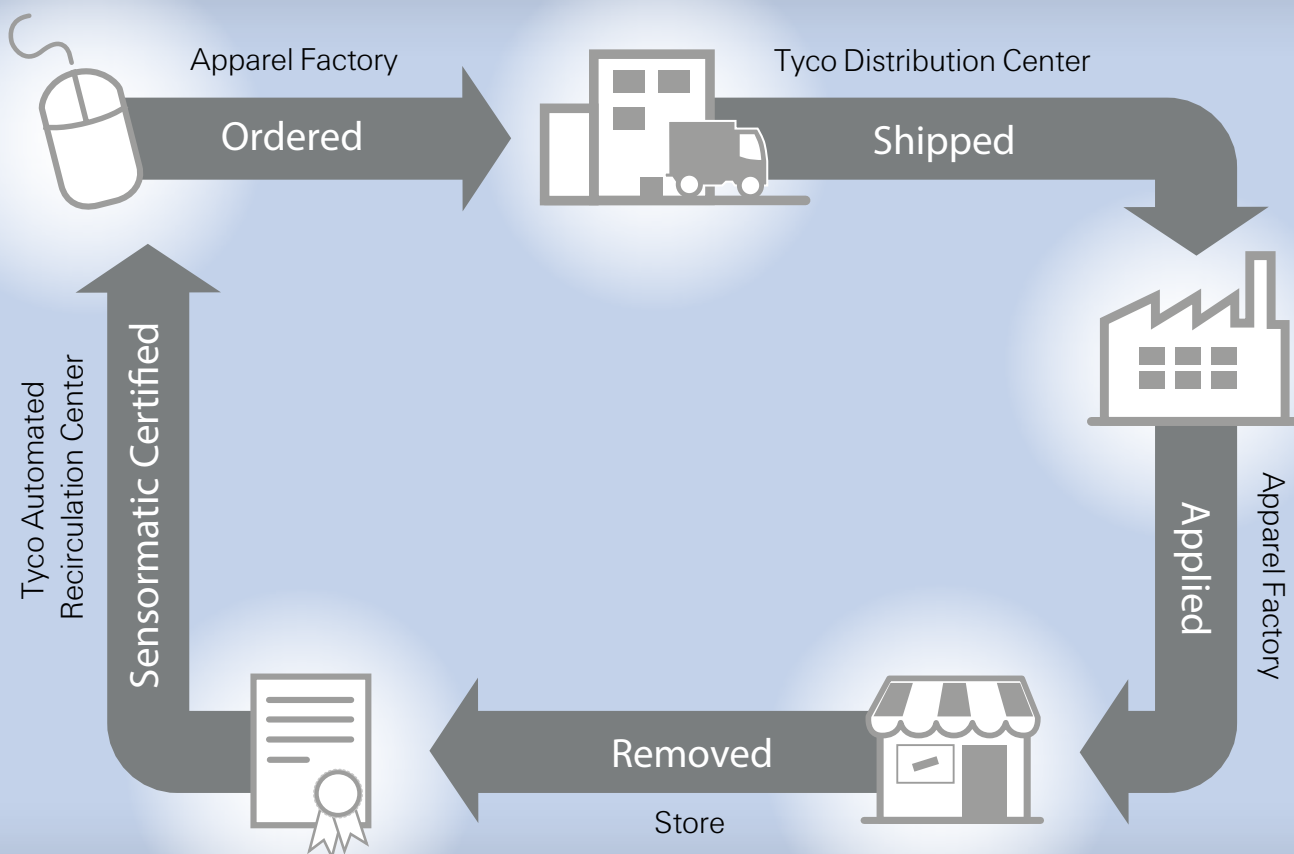 Apparel Factory
Ordered
Tyco Distribution Center
Shipped
Applied
Apparel Factory
Removed
Store
Sensormatic Certified
Tyco Automated
Recirculation Center